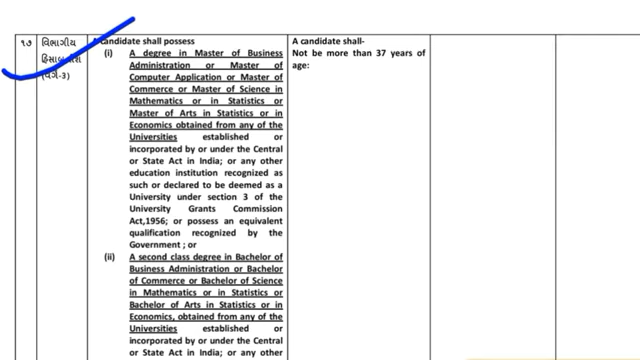 ૧૭
વિભાગીય
હિસાબનીશ
(વર્ગ-૩)
A candidate shall possess
(i) A degree in Master of Business
Administration or Master of
Computer Application or Master of
Commerce or Master of Science in
Mathematics or in Statistics or
Master of Arts in Statistics or in
Economics obtained from any of the
Universities established or
incorporated by or under the Central
or State Act in India; or any other
education institution recognized as
such or declared to be deemed as a
University under section 3 of the
University Grants Commission
Act,1956; or possess an equivalent
qualification recognized by the
Government ; or
(ii) A second class degree in Bachelor of
Business Administration or Bachelor
of Commerce or Bachelor of Science
in Mathematics or in Statistics or
Bachelor of Arts in Statistics or in
Economics, obtained from any of the
Universities established or
incorporated by or under the Central
or State Act in India; or any other
A candidate shall-
Not be more than 37 years of
age: